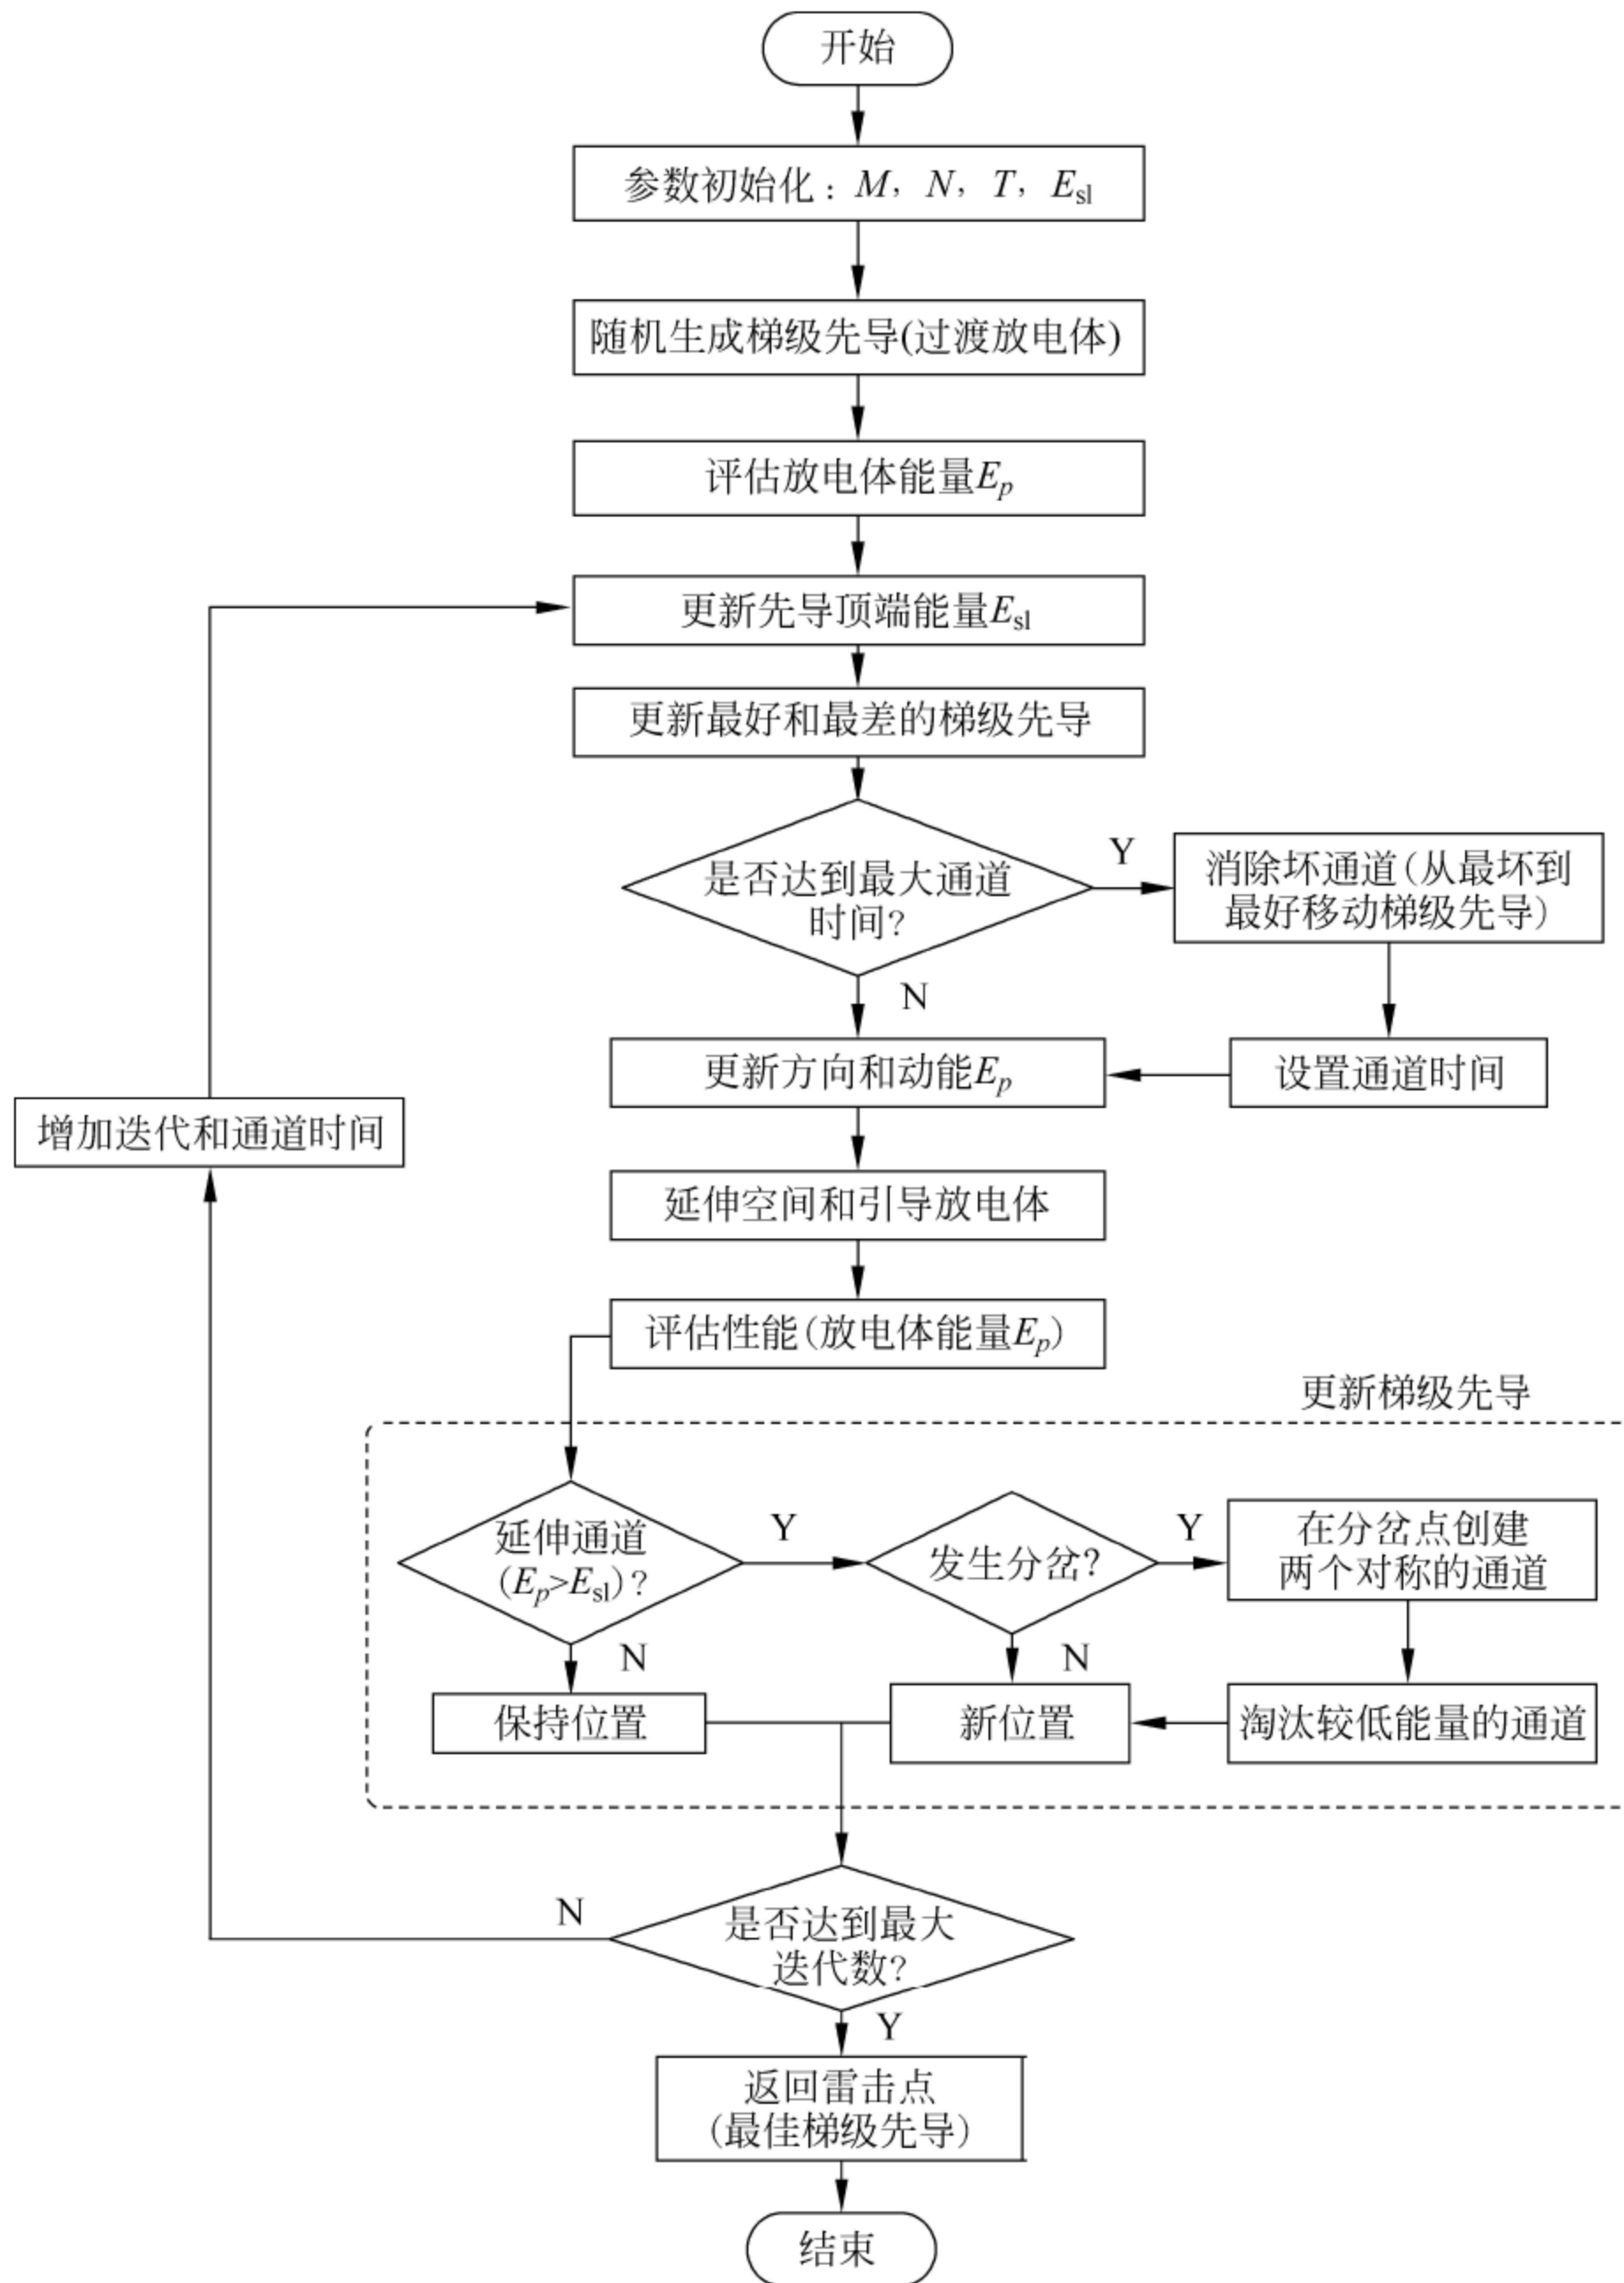 开始
参数初始化：M，N，T，Esl
随机生成梯级先导(过渡放电体)
评估放电体能量Ep
更新先导顶端能量Esl
更新最好和最差的梯级先导
是否达到最大通道
时间?
Y
消除坏通道(从最坏到
最好移动梯级先导)
N
更新方向和动能Ep
设置通道时间
增加迭代和通道时间
延伸空间和引导放电体
评估性能(放电体能量Ep)
更新梯级先导
延伸通道
(Ep>Esl)?
Y
发生分岔?
Y
在分岔点创建
两个对称的通道
N
N
保持位置
新位置
淘汰较低能量的通道
N
是否达到最大
迭代数?
Y
返回雷击点
(最佳梯级先导)
结束